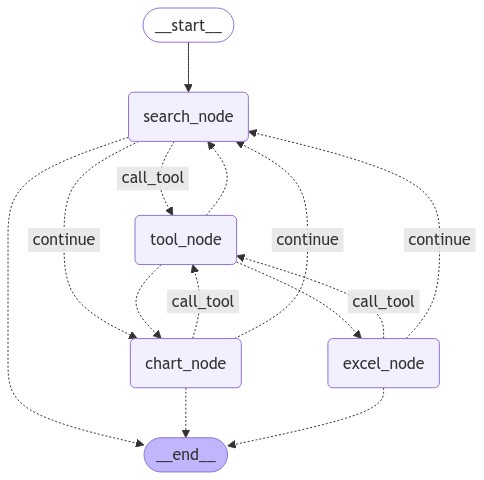 __start__
search_node
call_tool
continue
tool_node
continue
continue
call_tool
call_tool
chart_node
excel_node
__end__